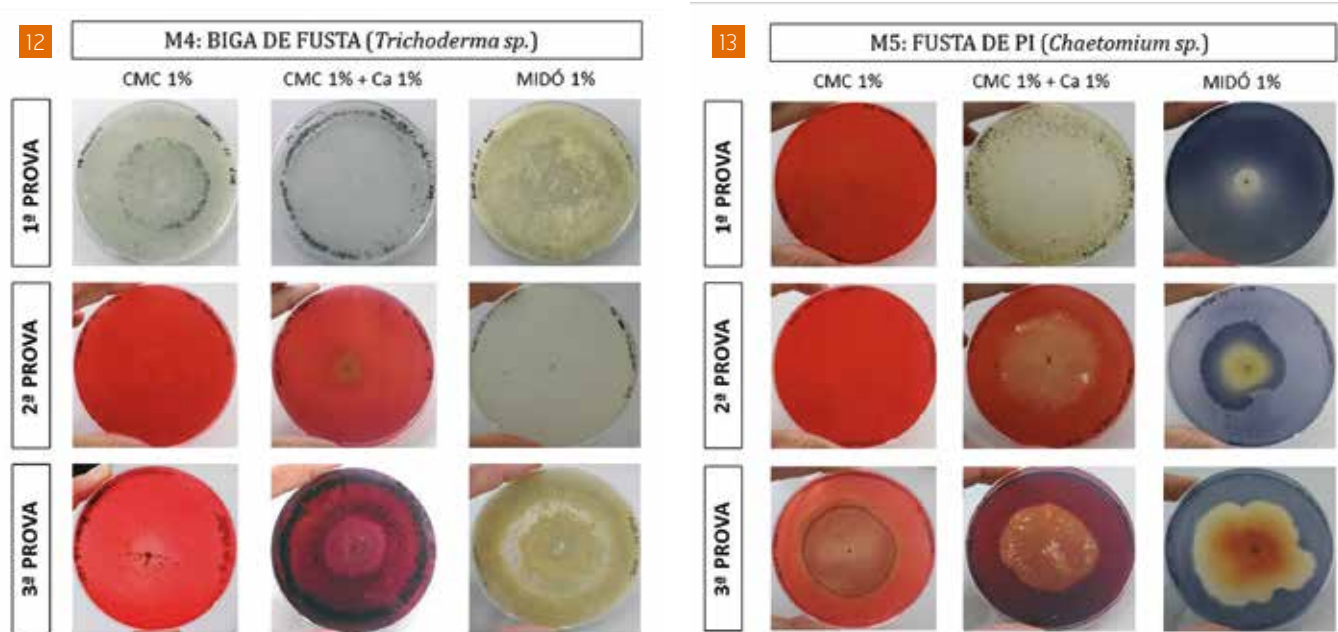 12
M4: BIGA DE FUSTA (Trichoderma sp.)
CMC 1% CMC 1% + Ca 1% MIDÓ 1%
1ª PROVA
2ª PROVA
3ª PROVA
13
M5: FUSTA DE PI (Chaetomium sp.)
CMC 1% CMC 1% + Ca 1% MIDÓ 1%
1ª PROVA
2ª PROVA
3ª PROVA